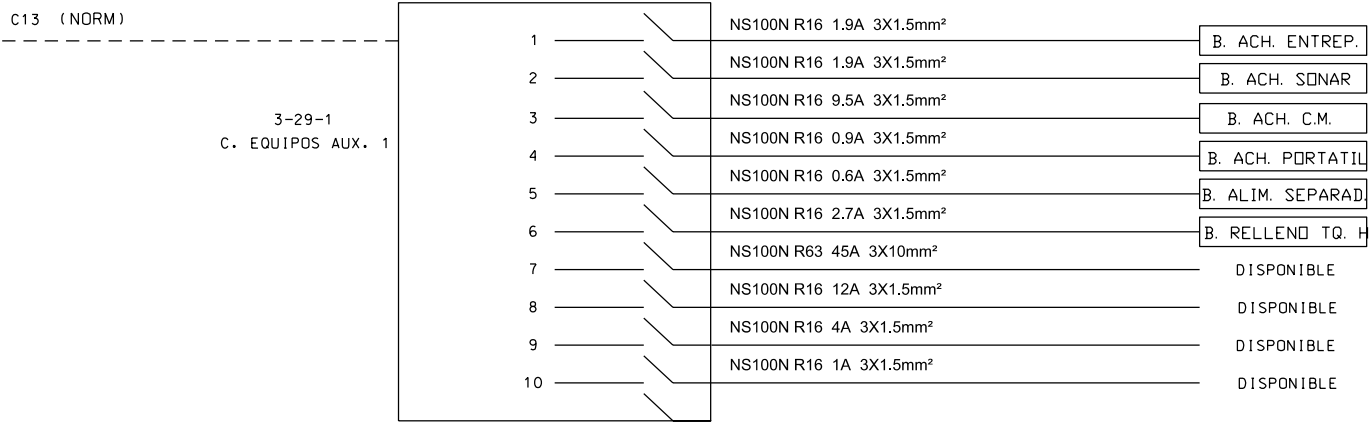 C13 (NORM)
3-29-1
C. EQUIPOS AUX. 1
1 NS100N R16 1.9A 3X1.5mm² B. ACH. ENTREP.
2 NS100N R16 1.9A 3X1.5mm² B. ACH. SONAR
3 NS100N R16 9.5A 3X1.5mm² B. ACH. C.M.
4 NS100N R16 0.9A 3X1.5mm² B. ACH. PORTATIL
5 NS100N R16 0.6A 3X1.5mm² B. ALIM. SEPARAD.
6 NS100N R16 2.7A 3X1.5mm² B. RELLENO TQ. H
7 NS100N R63 45A 3X10mm² DISPONIBLE
8 NS100N R16 12A 3X1.5mm² DISPONIBLE
9 NS100N R16 4A 3X1.5mm² DISPONIBLE
10 NS100N R16 1A 3X1.5mm² DISPONIBLE